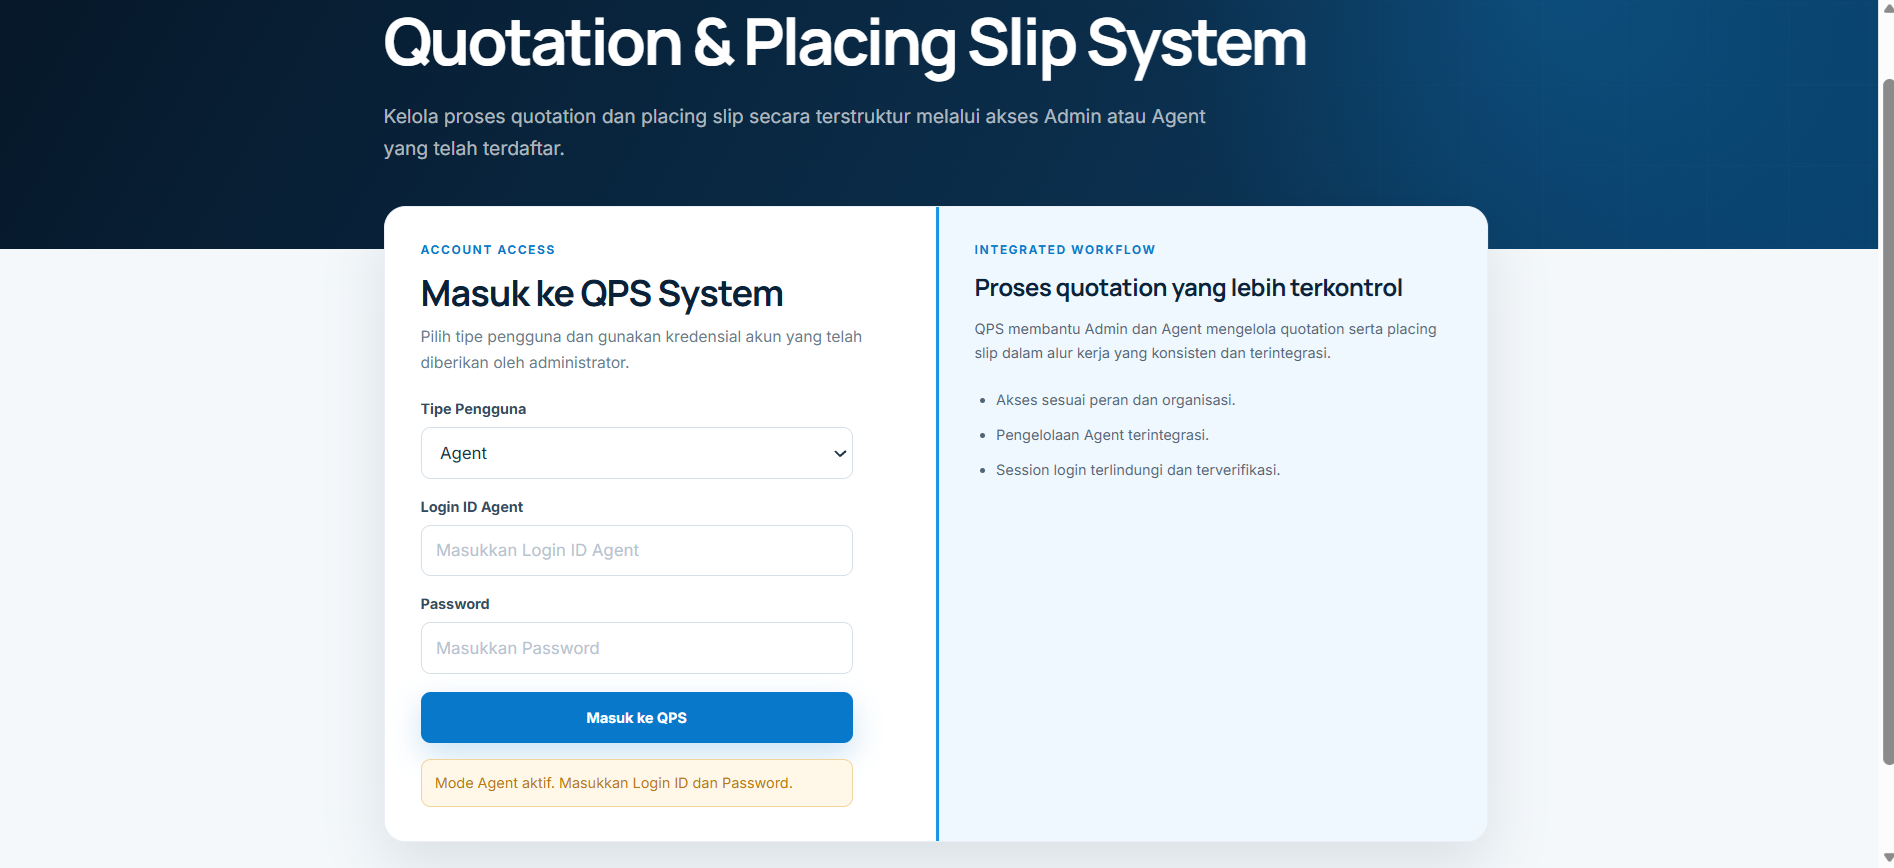 Quotation & Placing Slip System
Kelola proses quotation dan placing slip secara terstruktur melalui akses Admin atau Agent
yang telah terdaftar.
ACCOUNT ACCESS
Masuk ke QPS System
Pilih tipe pengguna dan gunakan kredensial akun yang telah
diberikan oleh administrator.
Tipe Pengguna
Agent
Login ID Agent
Masukkan Login ID Agent
Password
Masukkan Password
Masuk ke QPS
Mode Agent aktif. Masukkan Login ID dan Password.
INTEGRATED WORKFLOW
Proses quotation yang lebih terkontrol
QPS membantu Admin dan Agent mengelola quotation serta placing
slip dalam alur kerja yang konsisten dan terintegrasi.
• Akses sesuai peran dan organisasi.
• Pengelolaan Agent terintegrasi.
• Session login terlindungi dan terverifikasi.